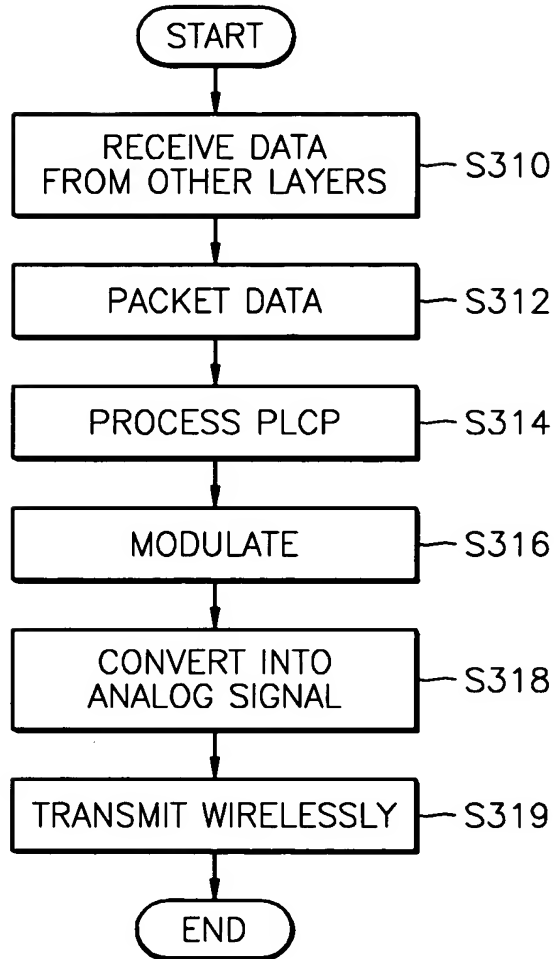 START
RECEIVE DATA
FROM OTHER LAYERS
S310
PACKET DATA
S312
PROCESS PLCP
S314
MODULATE
S316
CONVERT INTO
ANALOG SIGNAL
S318
TRANSMIT WIRELESSLY
S319
END